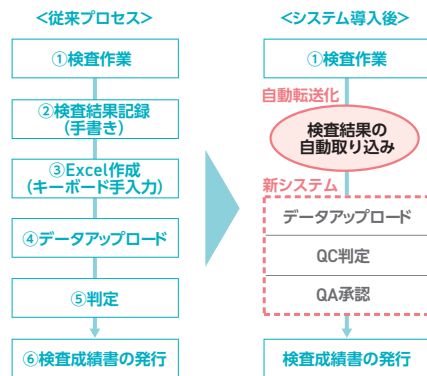 <従来プロセス>
①検査作業
②検査結果記録
(手書き)
③Excel作成
(キーボード手入力)
④データアップロード
⑤判定
⑥検査成績書の発行
<システム導入後>
①検査作業
自動転送化
検査結果の
自動取り込み
新システム
データアップロード
QC判定
QA承認
検査成績書の発行